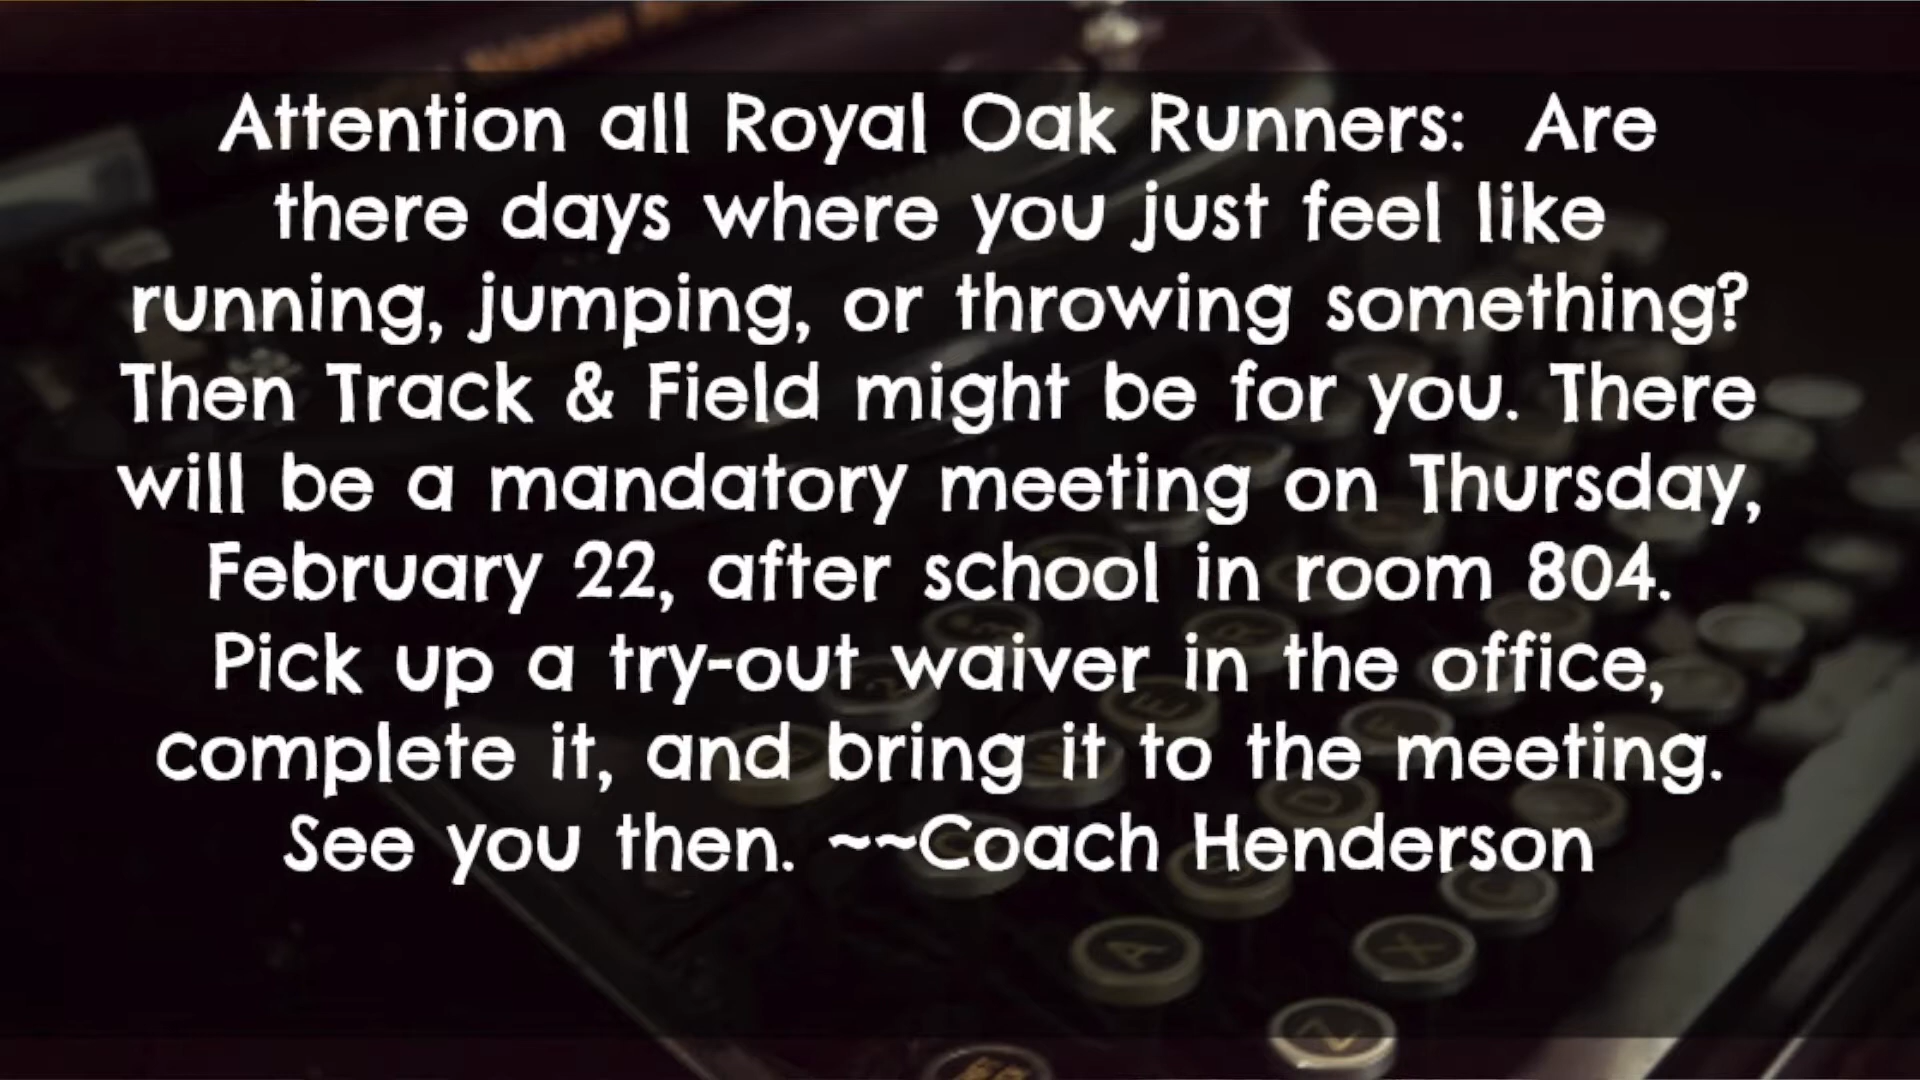 Attention all Royal Oak Runners:  Are
there days where you just feel like
running, jumping, or throwing something?
Then Track & Field might be for you. There
will be a mandatory meeting on Thursday,
February 22, after school in room 804.
Pick up a try-out waiver in the office,
complete it, and bring it to the meeting.
See you then. ~~Coach Henderson